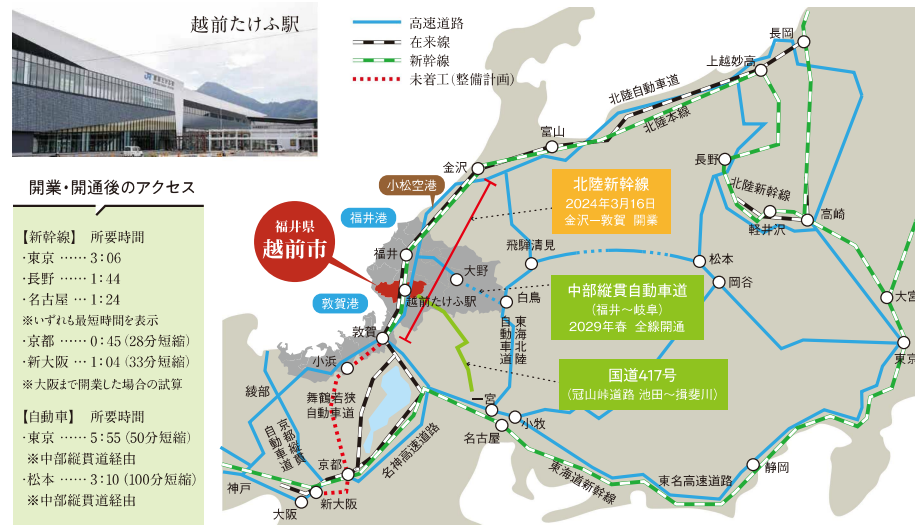 越前たけふ駅
高速道路
在来線
新幹線
未着工(整備計画)
開業・開通後のアクセス
【新幹線】 所要時間
・東京 …… 3:06
・長野 …… 1:44
・名古屋 … 1:24
※いずれも最短時間を表示
・京都 …… 0:45(28分短縮)
・新大阪 … 1:04(33分短縮)
※大阪まで開業した場合の試算
【自動車】 所要時間
・東京 …… 5:55(50分短縮)
※中部縦貫道経由
・松本 …… 3:10(100分短縮)
※中部縦貫道経由
長岡
上越妙高
北陸自動車道
北陸本線
富山
金沢
長野
北陸新幹線
軽井沢
高崎
小松空港
福井港
福井県
越前市
福井
大野
越前たけふ駅
敦賀港
敦賀
北陸新幹線
2024年3月16日
金沢ー敦賀 開業
飛騨清見
松本
岡谷
白鳥
中部縦貫自動車道
(福井〜岐阜)
2029年春 全線開通
東海北陸
自動車道
大宮
東京
国道417号
(冠山峠道路 池田〜揖斐川)
小浜
綾部
舞鶴若狭
自動車道
京都縦貫
自動車道
名神高速道路
一宮
小牧
名古屋
京都
神戸
大阪
新大阪
東海道新幹線
東名高速道路
静岡